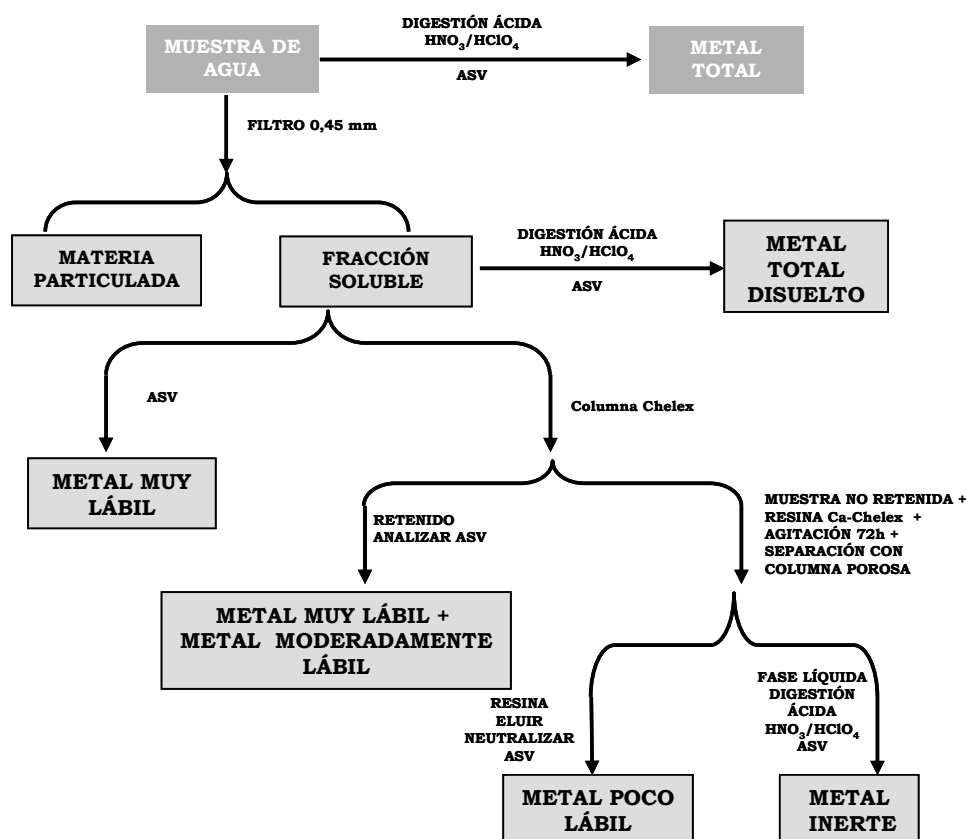 MUESTRA DE
AGUA
DIGESTIÓN ÁCIDA
HNO₃/HClO₄
ASV
METAL
TOTAL
FILTRO 0,45 mm
MATERIA
PARTICULADA
FRACCIÓN
SOLUBLE
DIGESTIÓN ÁCIDA
HNO₃/HClO₄
ASV
METAL
TOTAL
DISUELTO
ASV
Columna Chelex
METAL MUY
LÁBIL
RETENIDO
ANALIZAR ASV
MUESTRA NO RETENIDA +
RESINA Ca-Chelex +
AGITACIÓN 72h +
SEPARACIÓN CON
COLUMNA POROSA
METAL MUY LÁBIL +
METAL MODERADAMENTE
LÁBIL
RESINA
ELUIR
NEUTRALIZAR
ASV
FASE LÍQUIDA
DIGESTIÓN
ÁCIDA
HNO₃/HClO₄
ASV
METAL POCO
LÁBIL
METAL
INERTE